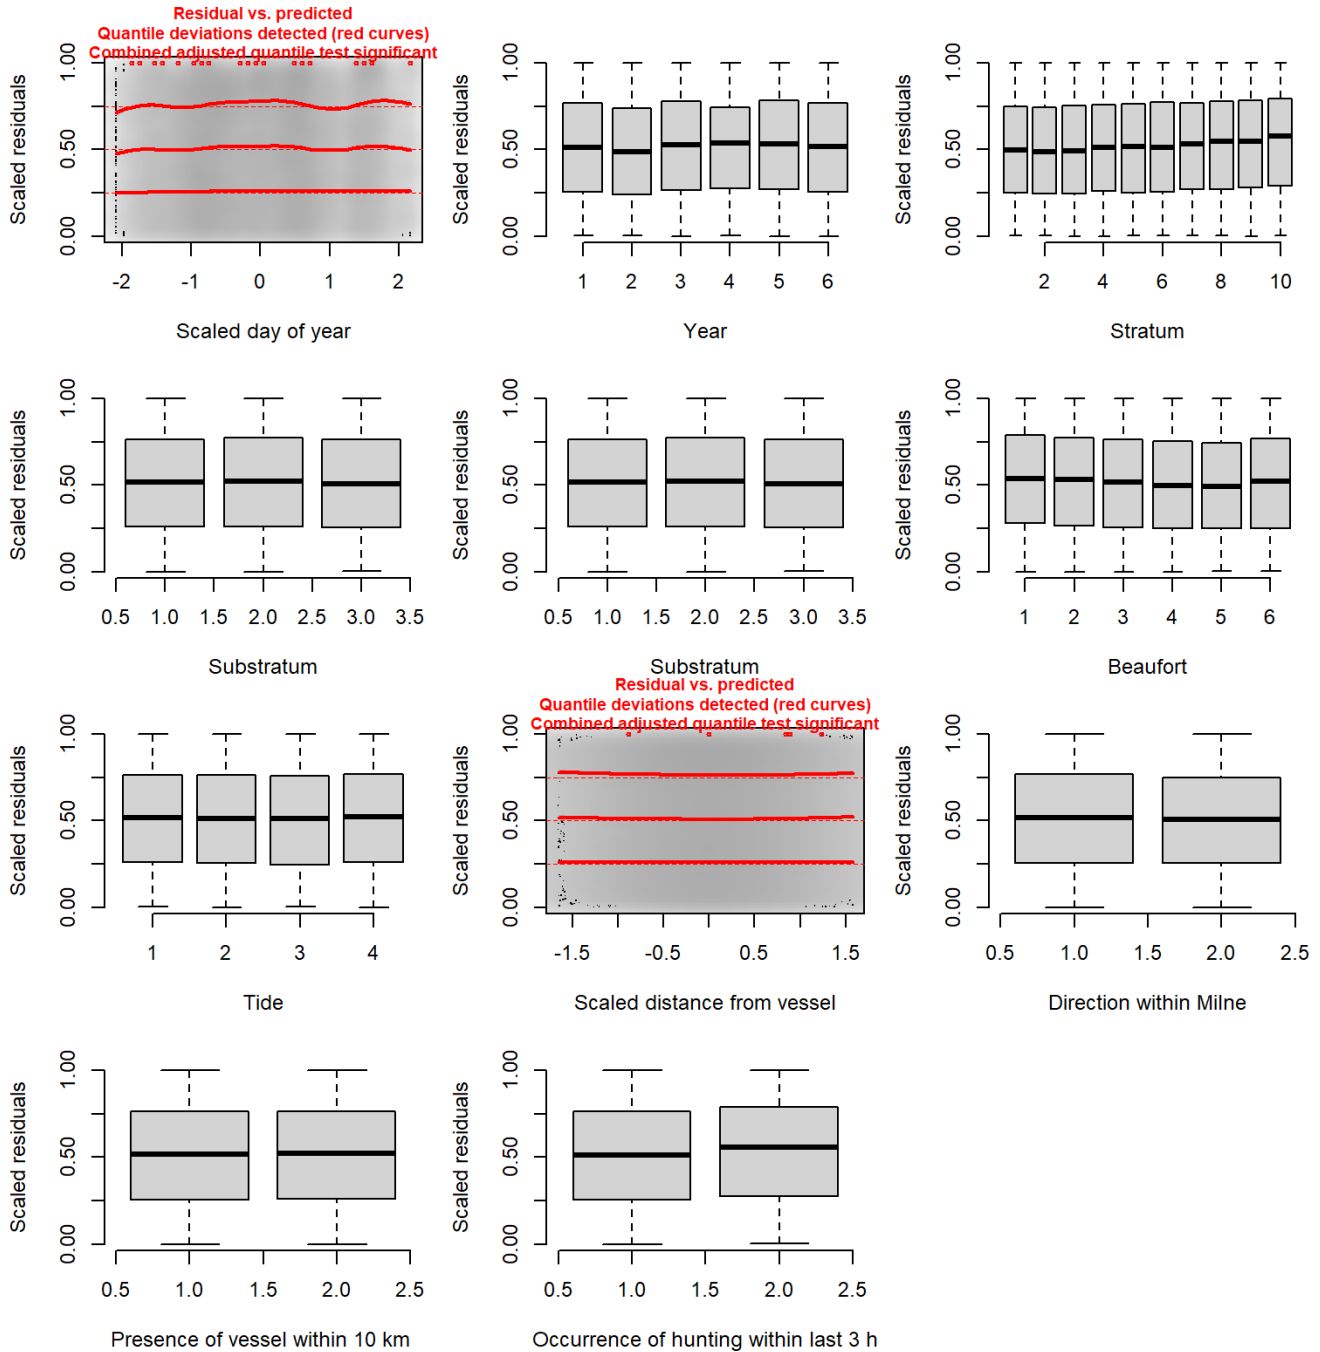 Residual vs. predicted
Quantile deviations detected (red curves)
Combined adjusted quantile test significant
Scaled residuals
0.00 0.50 1.00
-2 -1 0 1 2
Scaled day of year
Scaled residuals
0.00 0.50 1.00
1 2 3 4 5 6
Year
Scaled residuals
0.00 0.50 1.00
2 4 6 8 10
Stratum
Scaled residuals
0.00 0.50 1.00
0.5 1.0 1.5 2.0 2.5 3.0 3.5
Substratum
Scaled residuals
0.00 0.50 1.00
0.5 1.0 1.5 2.0 2.5 3.0 3.5
Substratum
Scaled residuals
0.00 0.50 1.00
1 2 3 4 5 6
Beaufort
Scaled residuals
0.00 0.50 1.00
1 2 3 4
Tide
Residual vs. predicted
Quantile deviations detected (red curves)
Combined adjusted quantile test significant
Scaled residuals
0.00 0.50 1.00
-1.5 -0.5 0.5 1.5
Scaled distance from vessel
Scaled residuals
0.00 0.50 1.00
0.5 1.0 1.5 2.0 2.5
Direction within Milne
Scaled residuals
0.00 0.50 1.00
0.5 1.0 1.5 2.0 2.5
Presence of vessel within 10 km
Scaled residuals
0.00 0.50 1.00
0.5 1.0 1.5 2.0 2.5
Occurrence of hunting within last 3 h